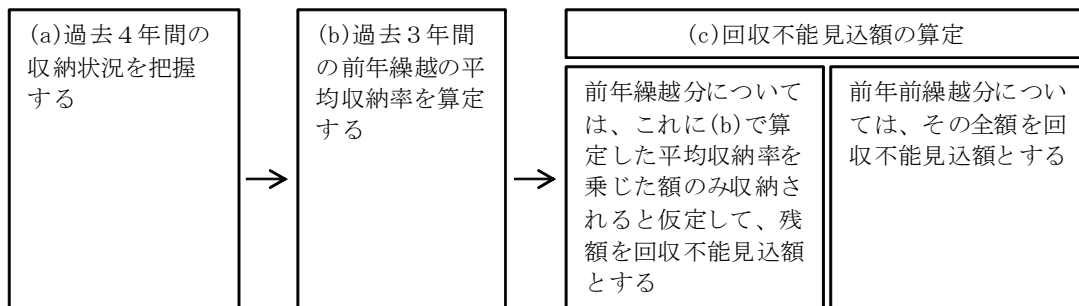 (a)過去４年間の
収納状況を把握
する
(b)過去３年間
の前年繰越の平
均収納率を算定
する
(c)回収不能見込額の算定
前年繰越分について
は、これに(b)で算
定した平均収納率を
乗じた額のみ収納さ
れると仮定して、残
額を回収不能見込額
とする
前年前繰越分につい
ては、その全額を回
収不能見込額とする